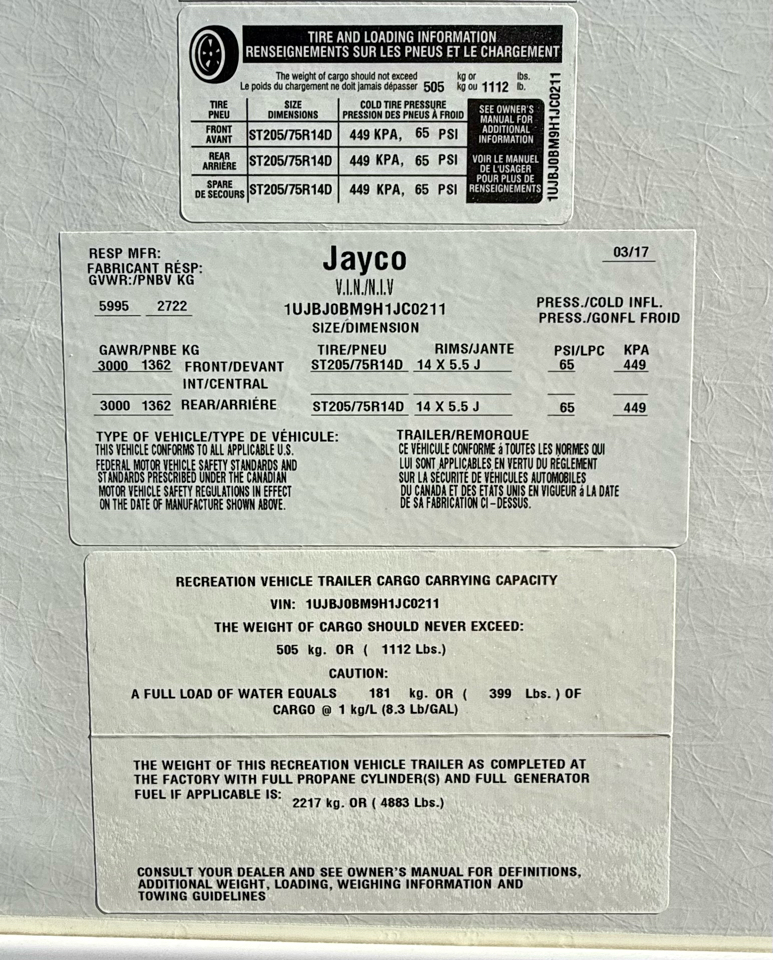 TIRE AND LOADING INFORMATION
RENSEIGNEMENTS SUR LES PNEUS ET LE CHARGEMENT
The weight of cargo should not exceed 505 kg or 1112 lbs.
Le poids du chargement ne doit jamais dépasser kg ou lb.
TIRE PNEU SIZE DIMENSIONS COLD TIRE PRESSURE PRESSION DES PNEUS À FROID
FRONT AVANT ST205/75R14D 449 KPA, 65 PSI
REAR ARRIÈRE ST205/75R14D 449 KPA, 65 PSI
SPARE DE SECOURS ST205/75R14D 449 KPA, 65 PSI
SEE OWNER'S
MANUAL FOR
ADDITIONAL
INFORMATION
VOIR LE MANUEL
DE L'USAGER
POUR PLUS DE
RENSEIGNEMENTS
1UJBJ0BM9H1JC0211
RESP MFR:
FABRICANT RÉSP:
GVWR:/PNBV KG
5995 2722
Jayco
V.I.N./N.I.V
1UJBJ0BM9H1JC0211
SIZE/DIMENSION
03/17
PRESS./COLD INFL.
PRESS./GONFL FROID
GAWR/PNBE KG TIRE/PNEU RIMS/JANTE PSI/LPC KPA
3000 1362 FRONT/DEVANT ST205/75R14D 14 X 5.5 J 65 449
INT/CENTRAL
3000 1362 REAR/ARRIÉRE ST205/75R14D 14 X 5.5 J 65 449
TYPE OF VEHICLE/TYPE DE VÉHICULE:
THIS VEHICLE CONFORMS TO ALL APPLICABLE U.S.
FEDERAL MOTOR VEHICLE SAFETY STANDARDS AND
STANDARDS PRESCRIBED UNDER THE CANADIAN
MOTOR VEHICLE SAFETY REGULATIONS IN EFFECT
ON THE DATE OF MANUFACTURE SHOWN ABOVE.
TRAILER/REMORQUE
CE VÉHICULE CONFORME á TOUTES LES NORMES QUI
LUI SONT APPLICABLES EN VERTU DU RÉGLEMENT
SUR LA SÉCURITÉ DE VÉHICULES AUTOMOBILES
DU CANADA ET DES ETATS UNIS EN VIGUEUR á LA DATE
DE SA FABRICATION CI-DESSUS.
RECREATION VEHICLE TRAILER CARGO CARRYING CAPACITY
VIN: 1UJBJ0BM9H1JC0211
THE WEIGHT OF CARGO SHOULD NEVER EXCEED:
505 kg. OR ( 1112 Lbs.)
CAUTION:
A FULL LOAD OF WATER EQUALS 181 kg. OR ( 399 Lbs. ) OF
CARGO @ 1 kg/L (8.3 Lb/GAL)
THE WEIGHT OF THIS RECREATION VEHICLE TRAILER AS COMPLETED AT
THE FACTORY WITH FULL PROPANE CYLINDER(S) AND FULL GENERATOR
FUEL IF APPLICABLE IS: 2217 kg. OR ( 4883 Lbs.)
CONSULT YOUR DEALER AND SEE OWNER'S MANUAL FOR DEFINITIONS,
ADDITIONAL WEIGHT, LOADING, WEIGHING INFORMATION AND
TOWING GUIDELINES